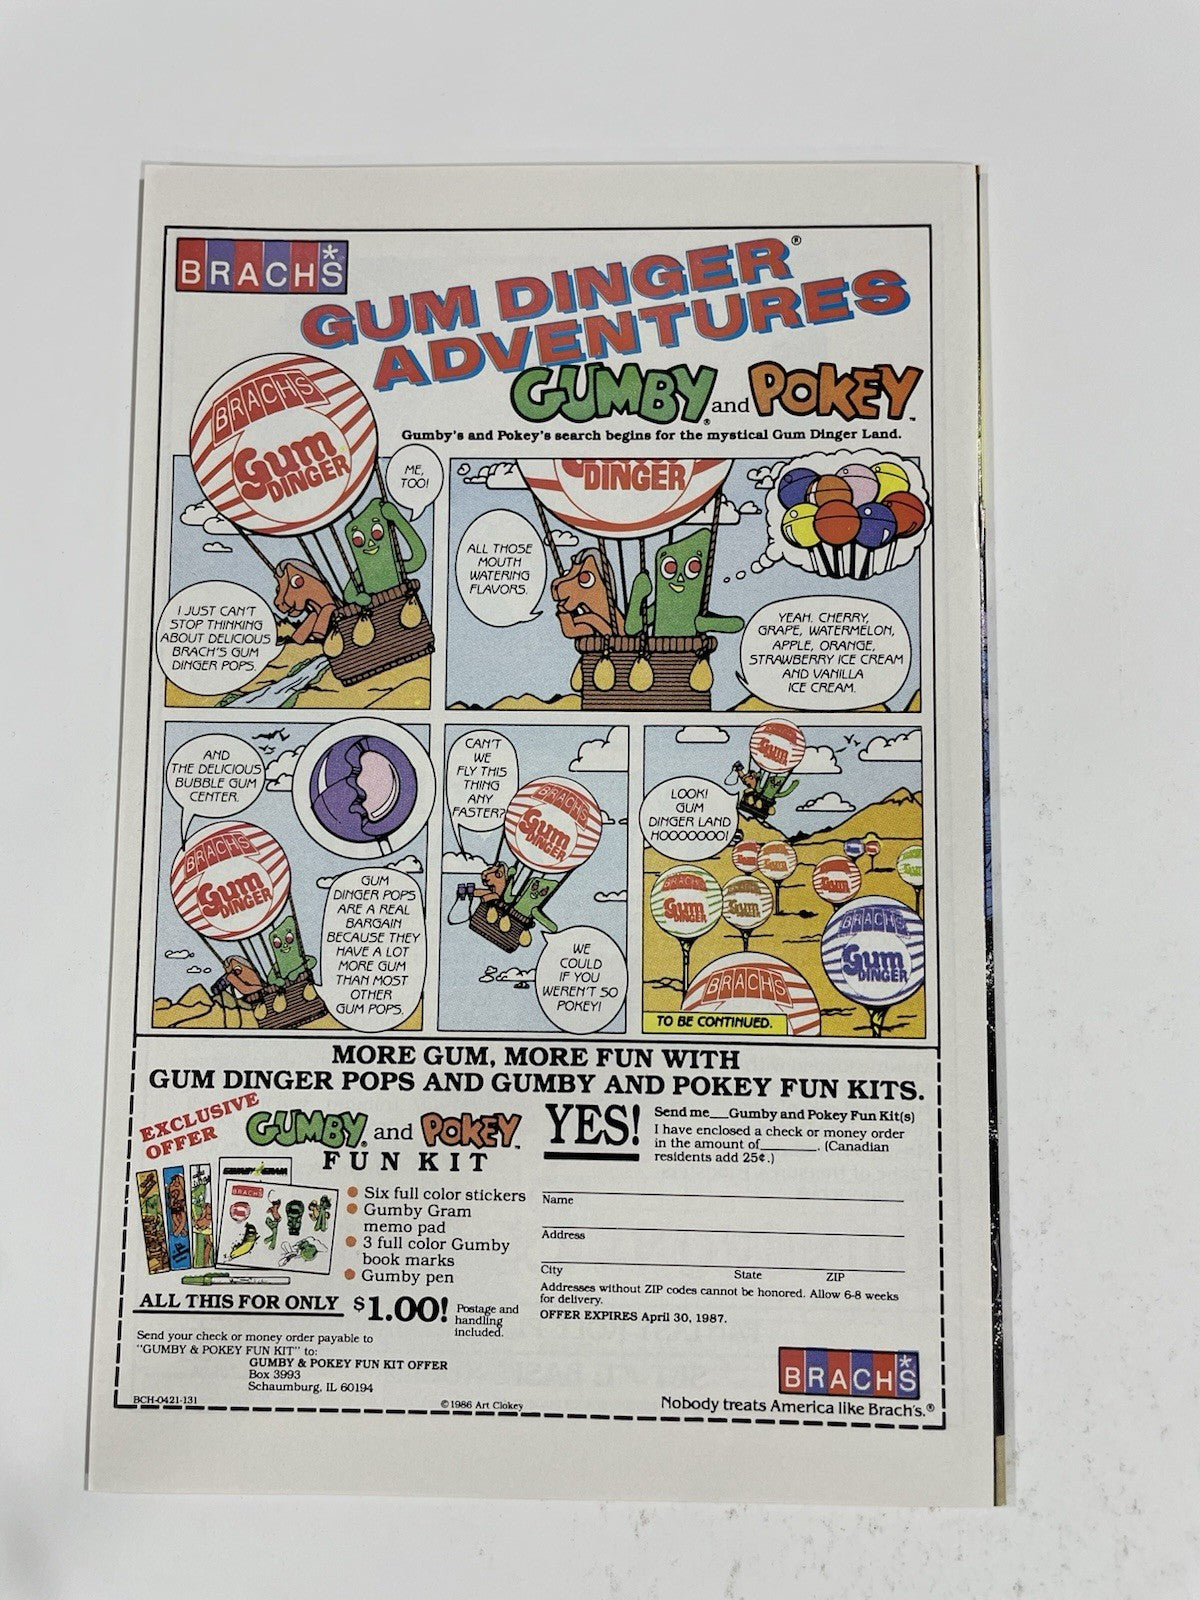 BRACH'S
GUM DINGER®
ADVENTURES
GUMBY® and POKEY™
Gumby's and Pokey's search begins for the mystical Gum Dinger Land.
BRACH'S
Gum
DINGER
ME,
TOO!
I JUST CAN'T
STOP THINKING
ABOUT DELICIOUS
BRACH'S GUM
DINGER POPS.
DINGER
ALL THOSE
MOUTH
WATERING
FLAVORS.
YEAH. CHERRY,
GRAPE, WATERMELON,
APPLE, ORANGE,
STRAWBERRY ICE CREAM
AND VANILLA
ICE CREAM.
AND
THE DELICIOUS
BUBBLE GUM
CENTER.
BRACH'S
Gum
DINGER
GUM
DINGER POPS
ARE A REAL
BARGAIN
BECAUSE THEY
HAVE A LOT
MORE GUM
THAN MOST
OTHER
GUM POPS.
CAN'T
WE
FLY THIS
THING
ANY
FASTER?
BRACH'S
Gum
DINGER
WE
COULD
IF YOU
WEREN'T SO
POKEY!
Gum
LOOK!
GUM
DINGER LAND
HOOOOOOO!
BRACH'S
Gum
DINGER
Gum
BRACH'S
Gum
DINGER
BRACH'S
TO BE CONTINUED.
MORE GUM, MORE FUN WITH
GUM DINGER POPS AND GUMBY AND POKEY FUN KITS.
EXCLUSIVE
OFFER
GUMBY® and POKEY™
FUN KIT
GUMBY GRAM
BRACH'S
Six full color stickers
Gumby Gram
memo pad
3 full color Gumby
book marks
Gumby pen
ALL THIS FOR ONLY $1.00! Postage and
handling
included.
Send your check or money order payable to
"GUMBY & POKEY FUN KIT" to:
GUMBY & POKEY FUN KIT OFFER
Box 3993
Schaumburg, IL 60194
BCH-0421-131
©1986 Art Clokey
YES!
Send me__Gumby and Pokey Fun Kit(s)
I have enclosed a check or money order
in the amount of________. (Canadian
residents add 25¢.)
Name
Address
City State ZIP
Addresses without ZIP codes cannot be honored. Allow 6-8 weeks
for delivery.
OFFER EXPIRES April 30, 1987.
BRACH'S
Nobody treats America like Brach's.®